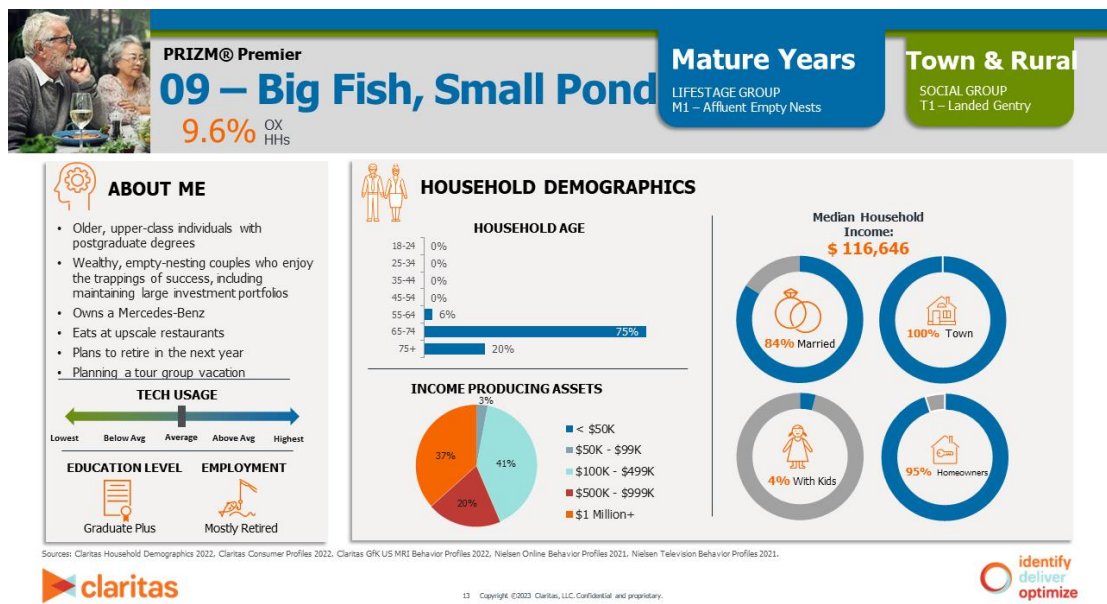 PRIZM® Premier
09 – Big Fish, Small Pond
9.6% OX
HHs
Mature Years
LIFESTAGE GROUP
M1 – Affluent Empty Nests
Town & Rural
SOCIAL GROUP
T1 – Landed Gentry
ABOUT ME
• Older, upper-class individuals with
postgraduate degrees
• Wealthy, empty-nesting couples who enjoy
the trappings of success, including
maintaining large investment portfolios
• Owns a Mercedes-Benz
• Eats at upscale restaurants
• Plans to retire in the next year
• Planning a tour group vacation
TECH USAGE
Lowest Below Avg Average Above Avg Highest
EDUCATION LEVEL EMPLOYMENT
Graduate Plus Mostly Retired
HOUSEHOLD DEMOGRAPHICS
HOUSEHOLD AGE
18-24 0%
25-34 0%
35-44 0%
45-54 0%
55-64 6%
65-74 75%
75+ 20%
INCOME PRODUCING ASSETS
3%
41%
20%
37%
< $50K
$50K - $99K
$100K - $499K
$500K - $999K
$1 Million+
Median Household
Income:
$ 116,646
84% Married
100% Town
4% With Kids
95% Homeowners
Sources: Claritas Household Demographics 2022, Claritas Consumer Profiles 2022, Claritas GfK US MRI Behavior Profiles 2022, Nielsen Online Behavior Profiles 2021, Nielsen Television Behavior Profiles 2021.
claritas
13 Copyright ©2023 Claritas, LLC. Confidential and proprietary.
identify
deliver
optimize